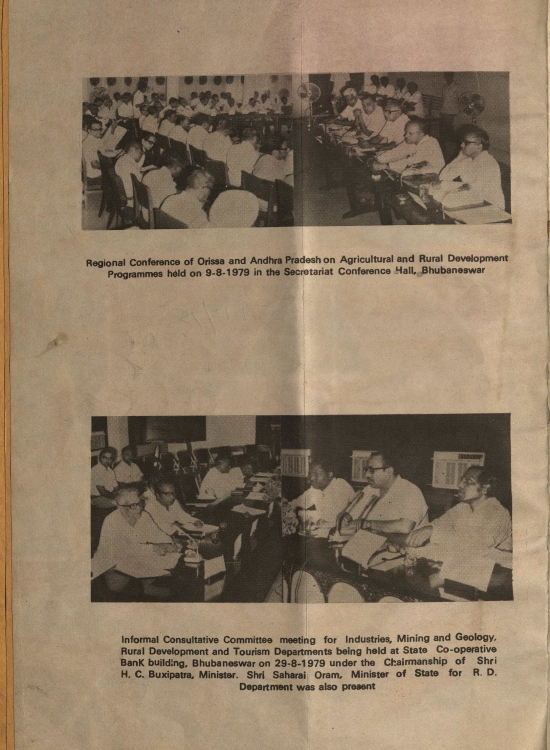 Regional Conference of Orissa and Andhra Pradesh on Agricultural and Rural Development
Programmes held on 9-8-1979 in the Secretariat Conference Hall, Bhubaneswar
Informal Consultative Committee meeting for Industries, Mining and Geology,
Rural Development and Tourism Departments being held at State Co-operative
BanK building, Bhubaneswar on 29-8-1979 under the Chairmanship of Shri
H. C. Buxipatra, Minister. Shri Saharai Oram, Minister of State for R. D.
Department was also present